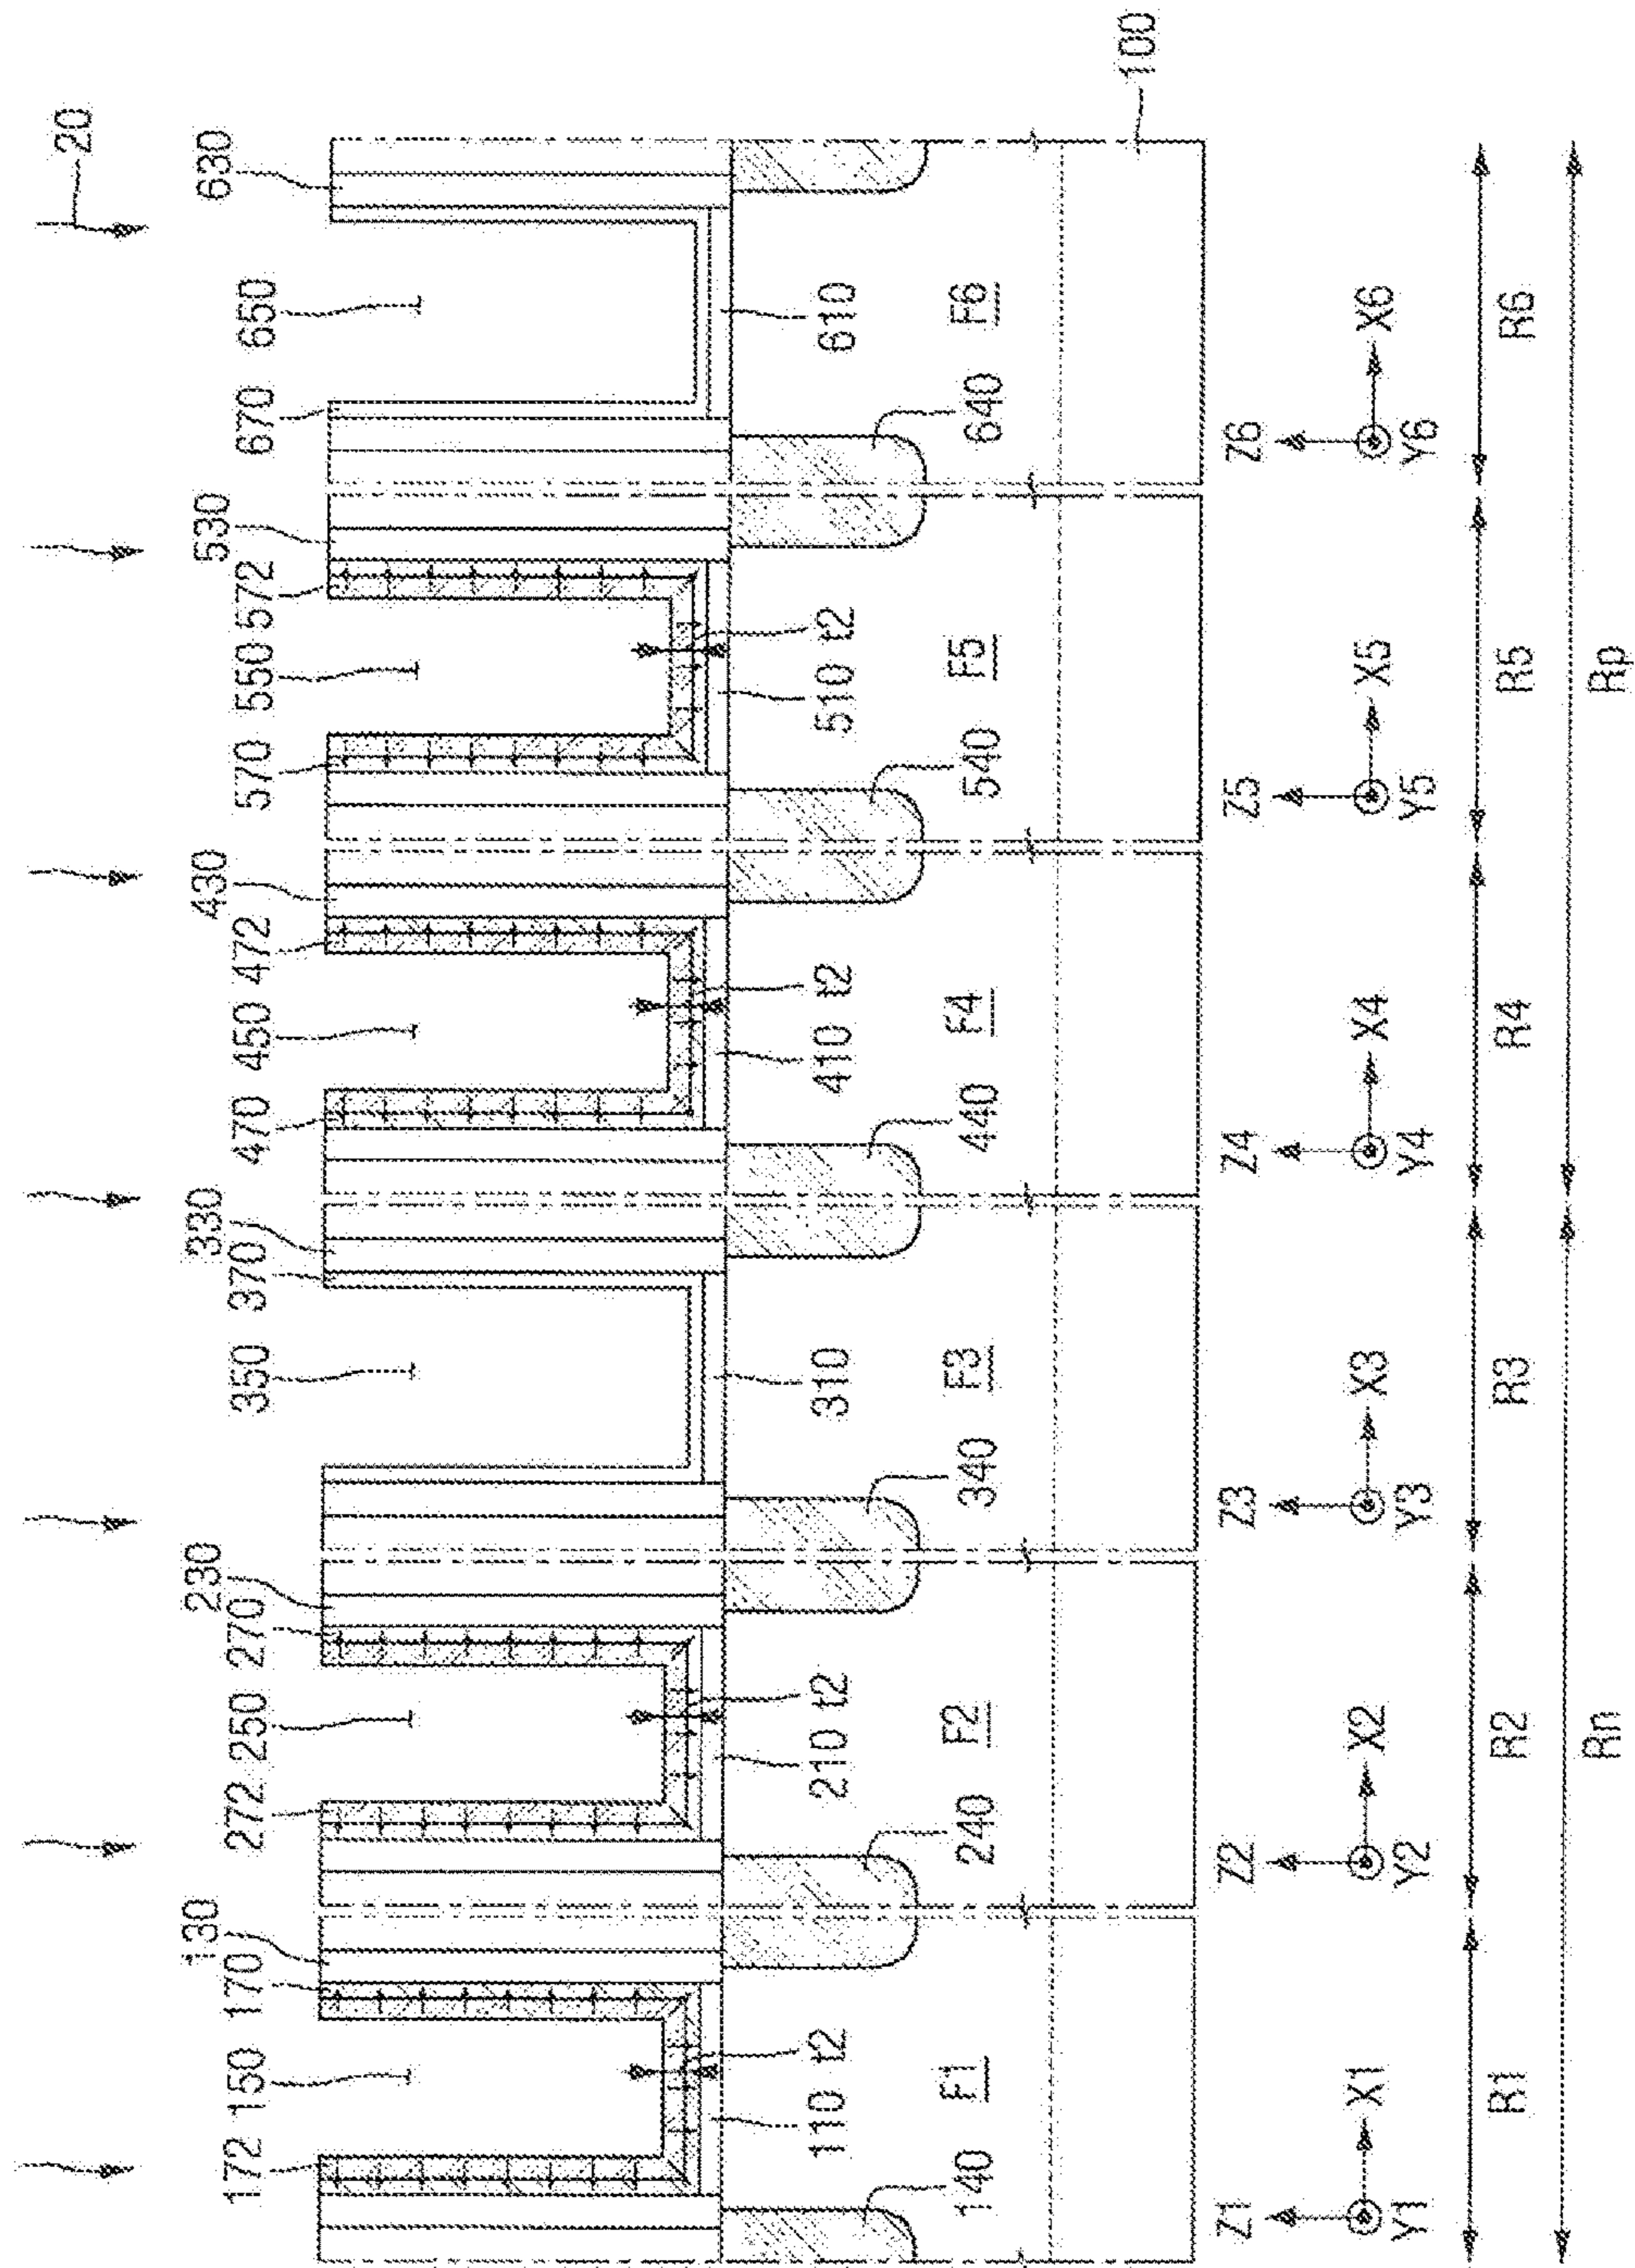 20
130 230 330 430 530 630
172 150 170 272 250 270 350 370 470 450 472 570 550 572 670 650
110 t2 210 t2 310 410 t2 510 t2 610
140 F1 240 F2 340 F3 440 F4 540 F5 640 F6
100
Z1 Z2 Z3 Z4 Z5 Z6
X1 X2 X3 X4 X5 X6
Y1 Y2 Y3 Y4 Y5 Y6
R1 R2 R3 R4 R5 R6
Rn Rp